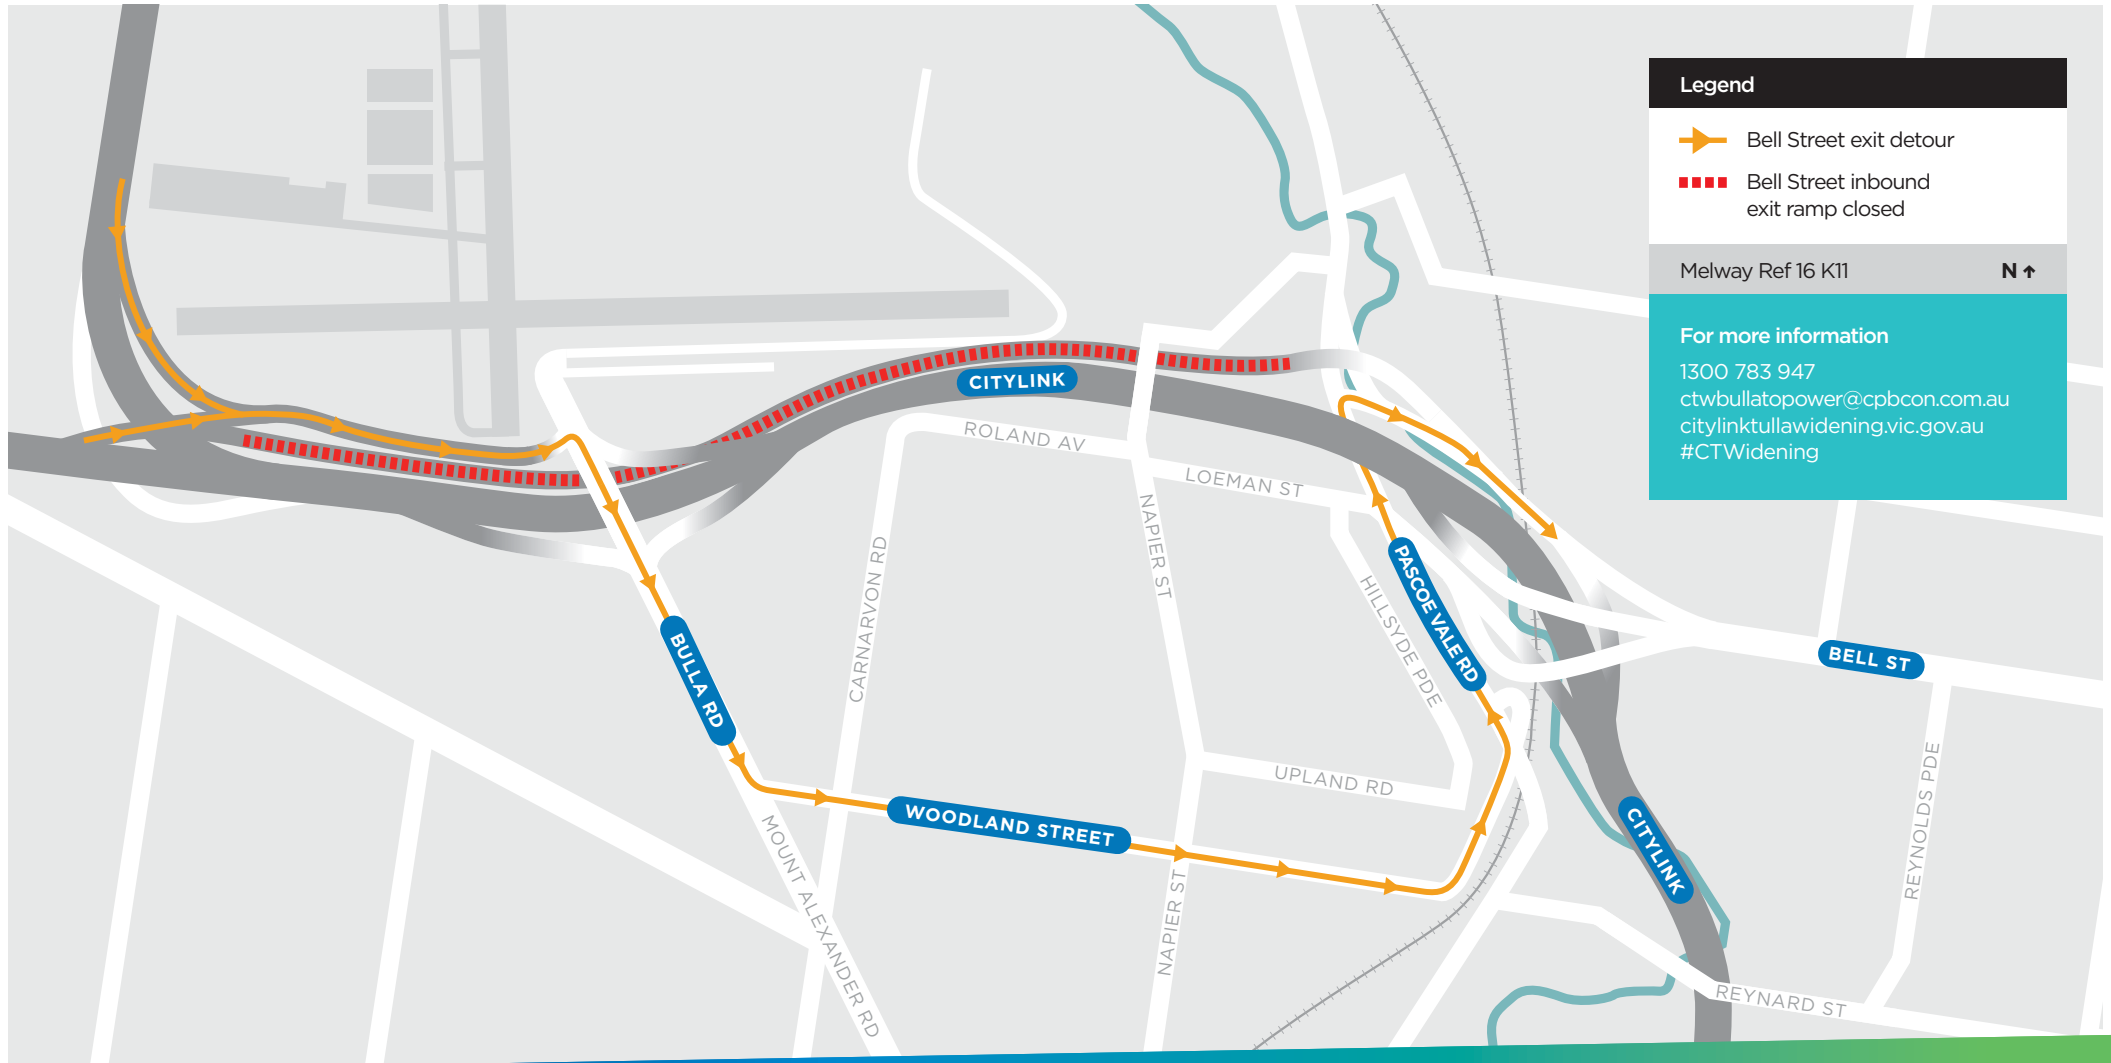 Legend
Bell Street exit detour
Bell Street inbound
exit ramp closed
Melway Ref 16 K11
N ↑
For more information
1300 783 947
ctwbullatopower@cpbcon.com.au
citylinktullawidening.vic.gov.au
#CTWidening
CITYLINK
ROLAND AV
LOEMAN ST
NAPIER ST
CARNARVON RD
HILLSYDE PDE
PASCOE VALE RD
BULLA RD
BELL ST
UPLAND RD
WOODLAND STREET
MOUNT ALEXANDER RD
NAPIER ST
CITYLINK
REYNOLDS PDE
REYNARD ST